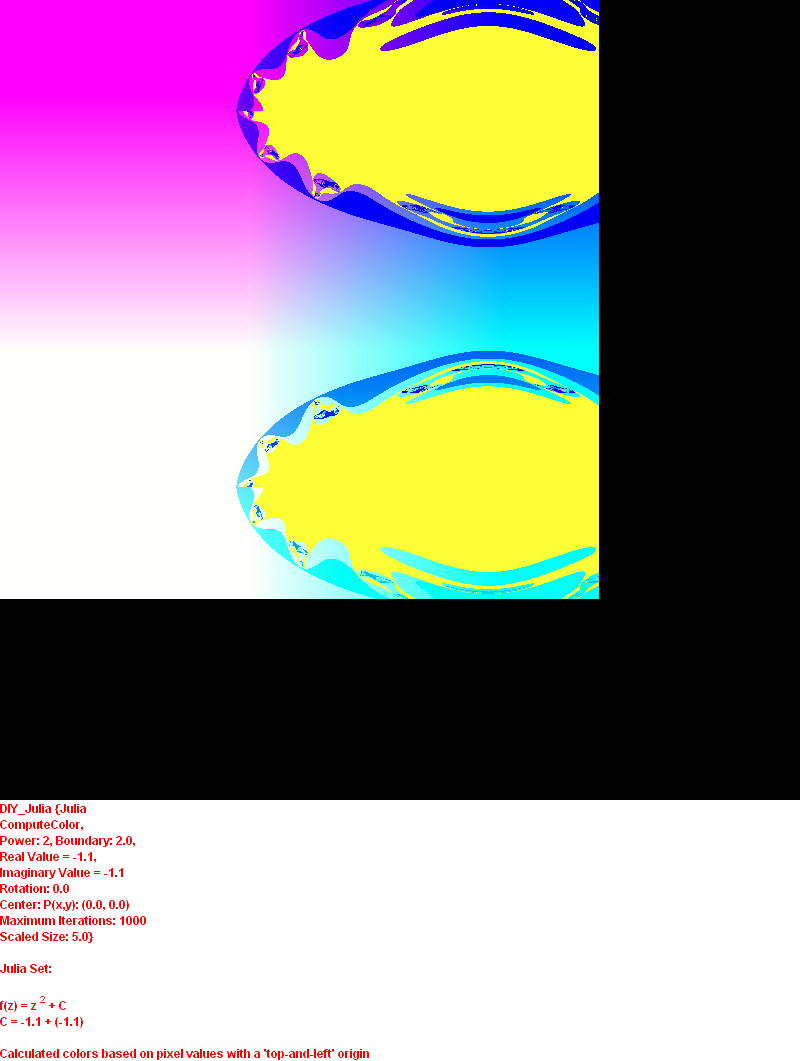 DIY_Julia {Julia
ComputeColor,
Power: 2, Boundary: 2.0,
Real Value = -1.1,
Imaginary Value = -1.1
Rotation: 0.0
Center: P(x,y): (0.0, 0.0)
Maximum Iterations: 1000
Scaled Size: 5.0}
Julia Set:
f(z) = z 2 + C
C = -1.1 + (-1.1)
Calculated colors based on pixel values with a 'top-and-left' origin